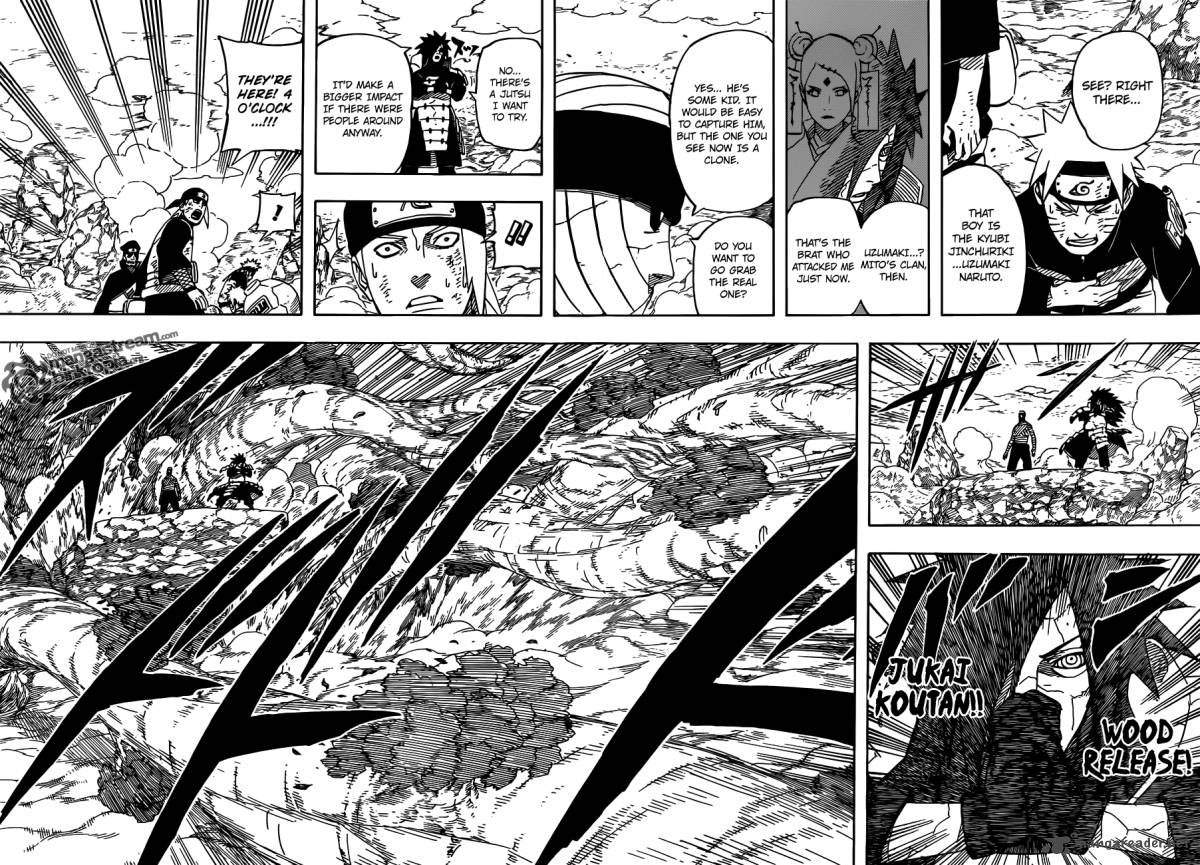 SEE? RIGHT
THERE...
THAT
BOY IS
THE KYUBI
JINCHURIKI
...UZUMAKI
NARUTO.
UZUMAKI...?
MITO'S CLAN,
THEN.
THAT'S THE
BRAT WHO
ATTACKED ME
JUST NOW.
YES... HE'S
SOME KID. IT
WOULD BE EASY
TO CAPTURE HIM,
BUT THE ONE YOU
SEE NOW IS A
CLONE.
DO YOU
WANT TO
GO GRAB
THE REAL
ONE?
NO...
THERE'S
A JUTSU
I WANT
TO TRY.
IT'D MAKE A
BIGGER IMPACT
IF THERE WERE
PEOPLE AROUND
ANYWAY.
!!
THEY'RE
HERE! 4
O'CLOCK
...!!!
!
WOOD
RELEASE!
JUKAI
KOUTAN!!
mangastream.com